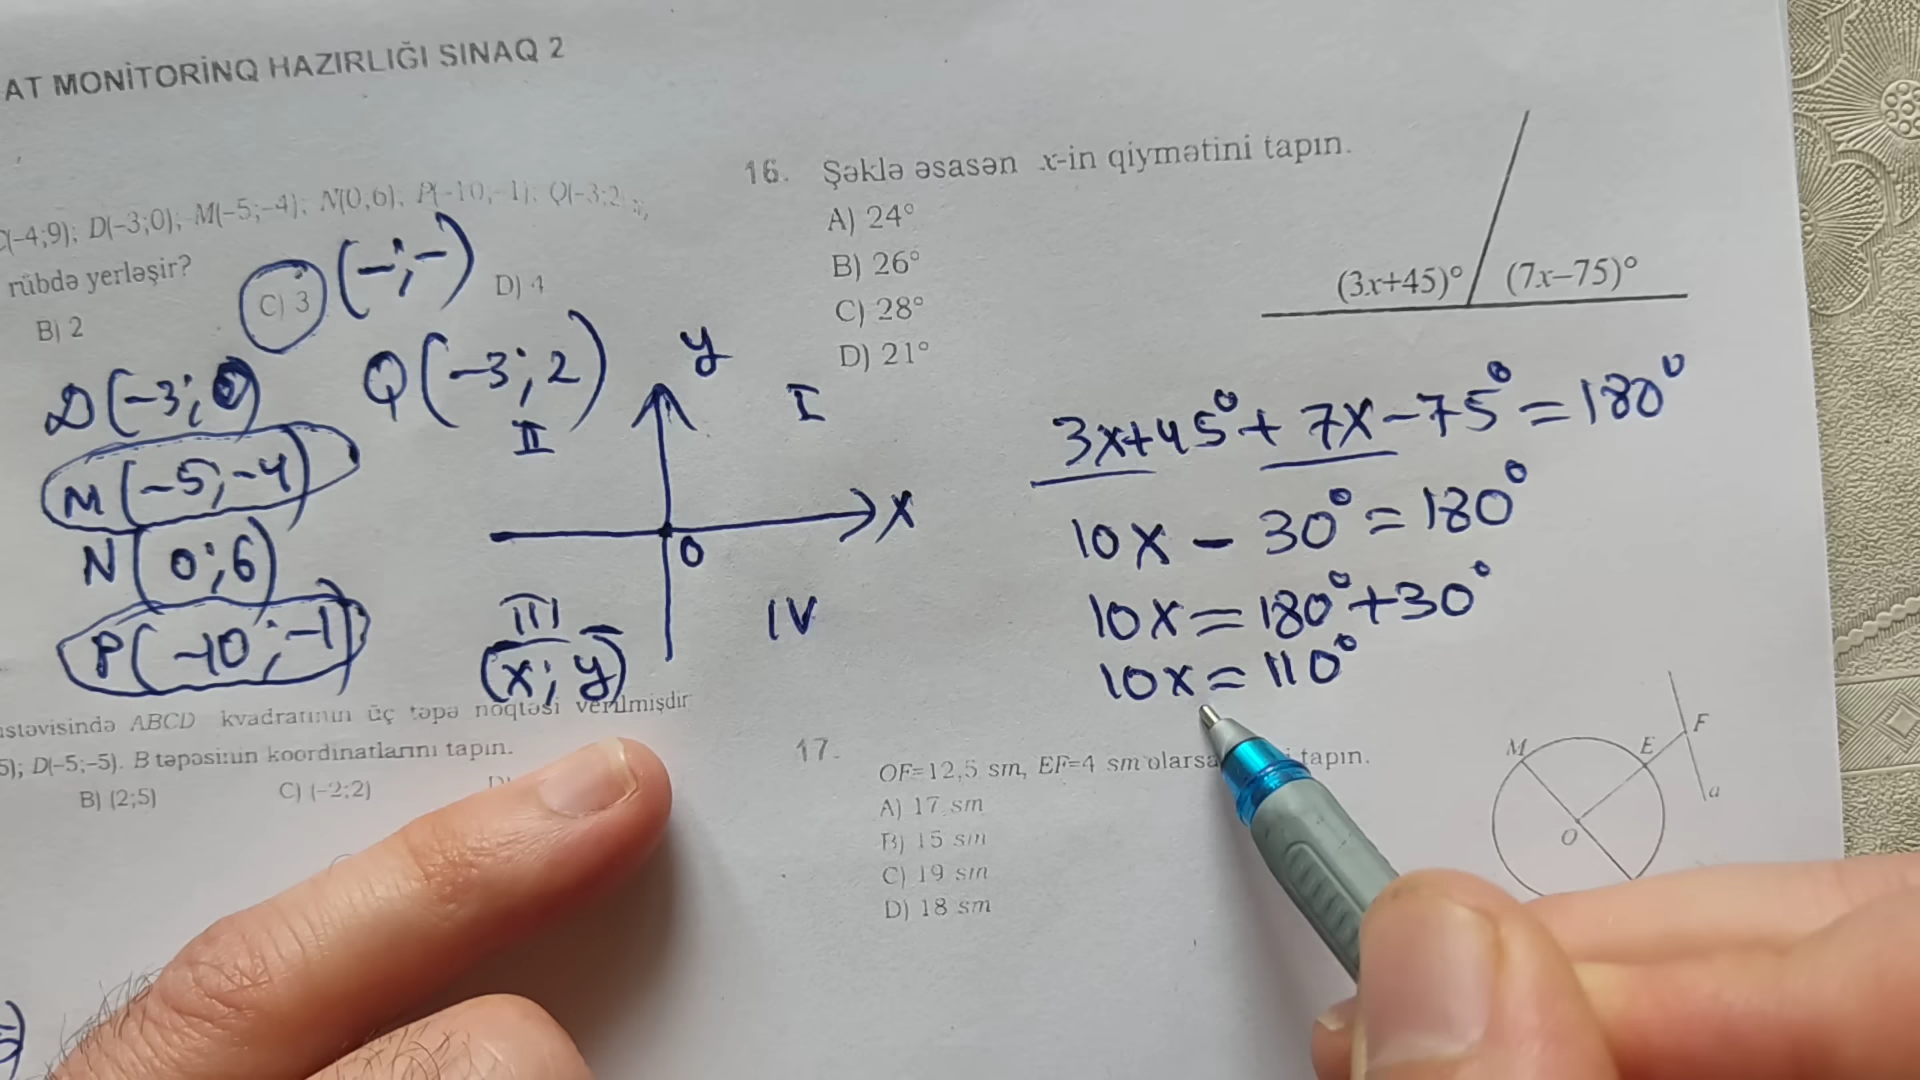 AT MONİTORİNQ HAZIRLIĞI SINAQ 2
(-4;9); D(-3;0); M(-5;-4); N(0,6); P(-10,-1); Q(-3;2
rübdə yerləşir?
B) 2
C) 3
D) 4
(-;-)
D(-3;0)
Q(-3;2)
M(-5;-4)
N(0;6)
P(-10;-1)
y
I
II
X
0
III
IV
(x;y)
ABCD kvadratının üç təpə nöqtəsi verilmişdir
5); D(-5;-5). B təpəsinin koordinatlarını tapın.
B) (2;5)
C) (-2;2)
16. Şəklə əsasən x-in qiymətini tapın.
A) 24°
B) 26°
C) 28°
D) 21°
(3x+45)° (7x–75)°
3x+45°+7x-75°=180°
10x-30°=180°
10x=180°+30°
10x=110°
17.
OF=12,5 sm, EF=4 sm olarsa tapın.
A) 17 sm
B) 15 sm
C) 19 sm
D) 18 sm
M
E
F
a
O